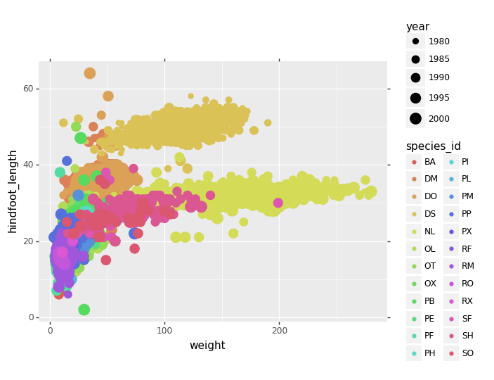 year
1980
1985
1990
1995
2000
species_id
BA PI
DM PL
DO PM
DS PP
NL PX
OL RF
OT RM
OX RO
PB RX
PE SF
PF SH
PH SO
hindfoot_length
60
40
20
0
0 100 200
weight